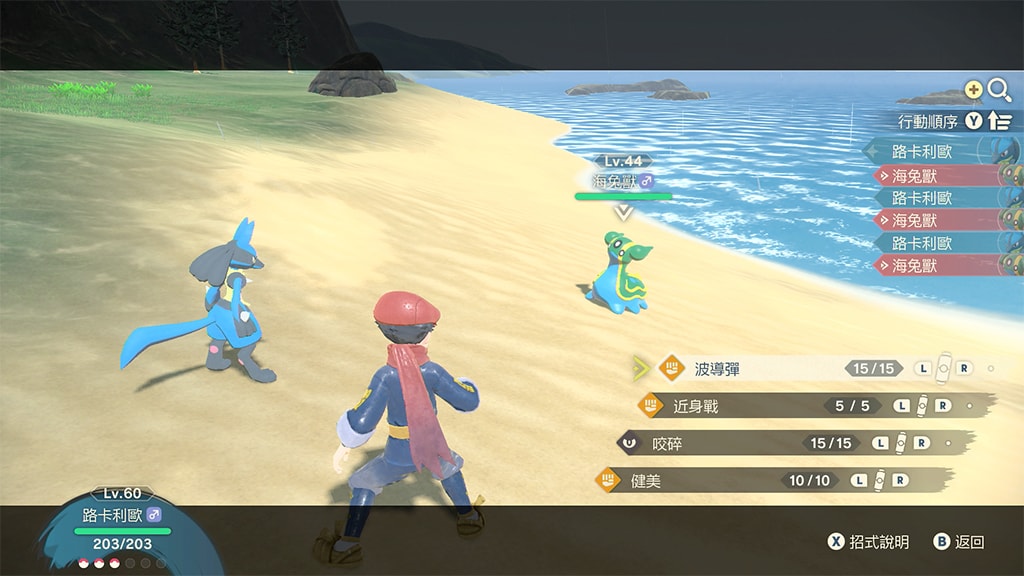 行動順序 Y
路卡利歐
海兔獸
路卡利歐
海兔獸
路卡利歐
海兔獸
Lv.44
海兔獸♂
波導彈 15/15 L R
近身戰 5/5 L R
咬碎 15/15 L R
健美 10/10 L R
Lv.60
路卡利歐♂
203/203
X 招式說明 B 返回